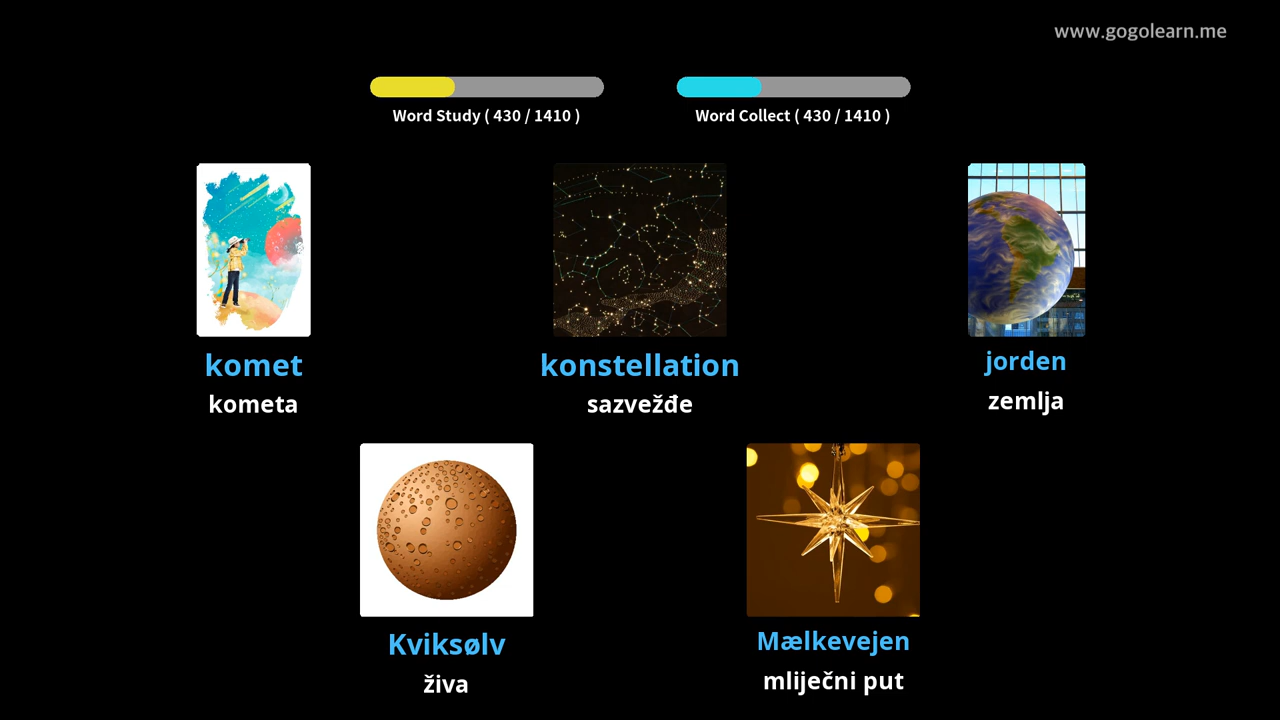 www.gogolearn.me
Word Study ( 430 / 1410 )
Word Collect ( 430 / 1410 )
komet
kometa
konstellation
sazvežđe
jorden
zemlja
Kviksølv
živa
Mælkevejen
mliječni put